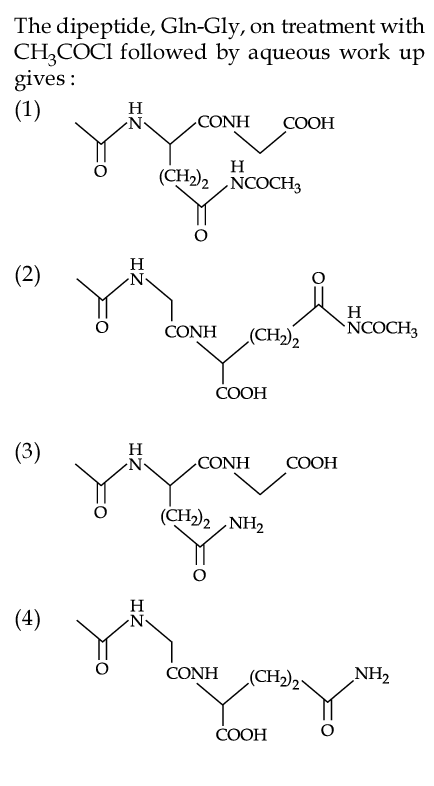 The dipeptide, Gln-Gly, on treatment with
CH₃COCl followed by aqueous work up
gives :
(1)
H
N
CONH
COOH
O
(CH₂)₂
H
NCOCH₃
O
(2)
H
N
O
O
CONH
(CH₂)₂
H
NCOCH₃
COOH
(3)
H
N
CONH
COOH
O
(CH₂)₂
NH₂
O
(4)
H
N
O
CONH
(CH₂)₂
NH₂
COOH
O